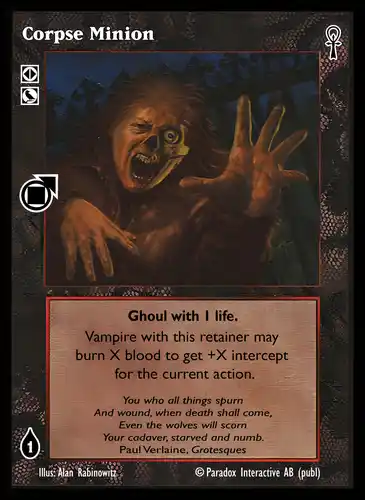 Corpse Minion
Ghoul with 1 life.
Vampire with this retainer may
burn X blood to get +X intercept
for the current action.
You who all things spurn
And wound, when death shall come,
Even the wolves will scorn
Your cadaver, starved and numb.
Paul Verlaine, Grotesques
1
Illus: Alan Rabinowitz
© Paradox Interactive AB (publ)